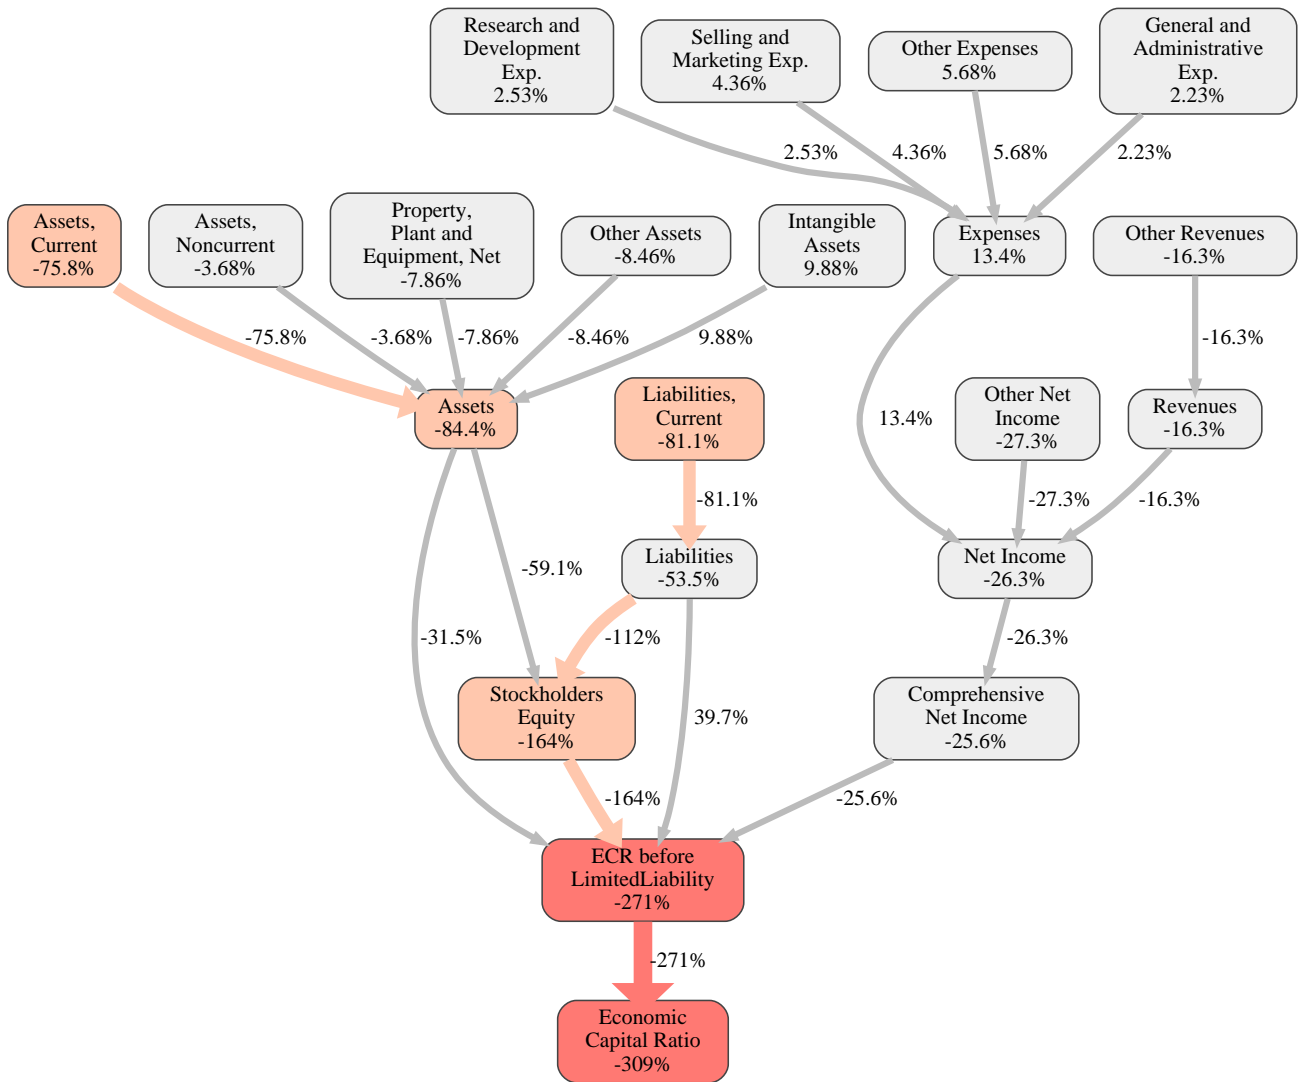 Research and
Development
Exp.
2.53%
Selling and
Marketing Exp.
4.36%
Other Expenses
5.68%
General and
Administrative
Exp.
2.23%
2.53%
4.36%
5.68%
2.23%
Assets,
Current
-75.8%
Assets,
Noncurrent
-3.68%
Property,
Plant and
Equipment, Net
-7.86%
Other Assets
-8.46%
Intangible
Assets
9.88%
Expenses
13.4%
Other Revenues
-16.3%
-75.8%
-3.68%
-7.86%
-8.46%
9.88%
-16.3%
Assets
-84.4%
Liabilities,
Current
-81.1%
13.4%
Other Net
Income
-27.3%
Revenues
-16.3%
-81.1%
-27.3%
-16.3%
-59.1%
Liabilities
-53.5%
Net Income
-26.3%
-31.5%
-112%
-26.3%
Stockholders
Equity
-164%
39.7%
Comprehensive
Net Income
-25.6%
-164%
-25.6%
ECR before
LimitedLiability
-271%
-271%
Economic
Capital Ratio
-309%